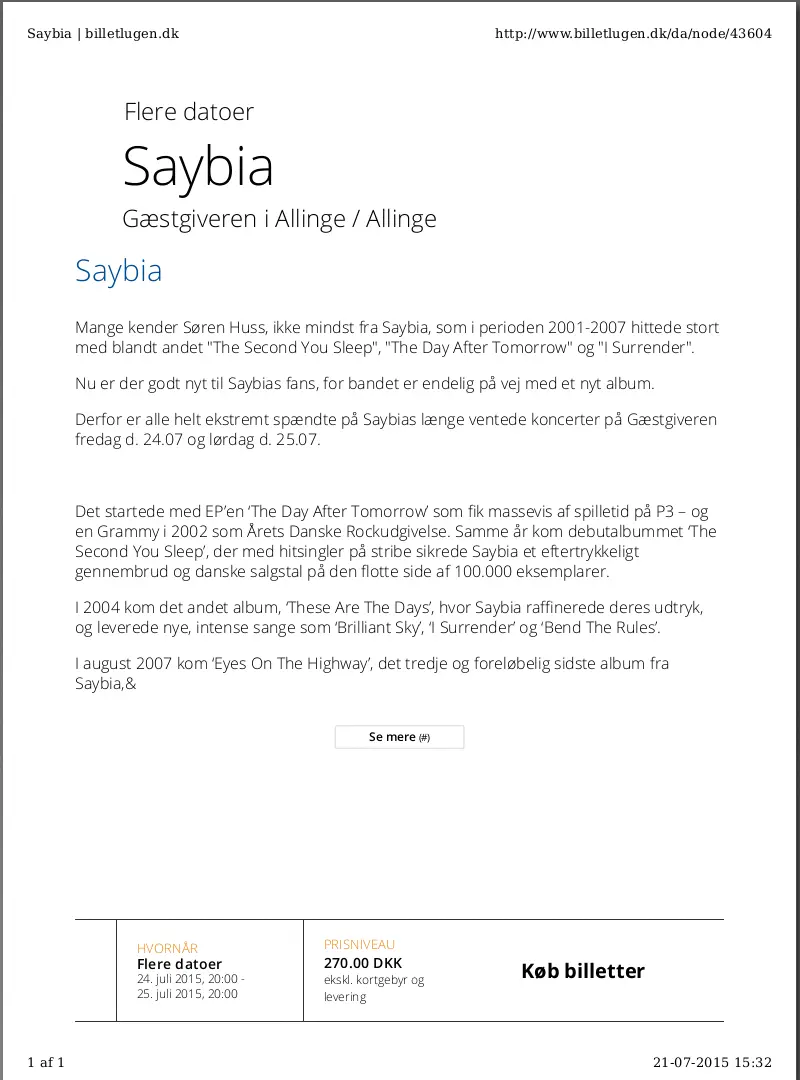 Saybia | billetlugen.dk
http://www.billetlugen.dk/da/node/43604
Flere datoer
Saybia
Gæstgiveren i Allinge / Allinge
Saybia
Mange kender Søren Huss, ikke mindst fra Saybia, som i perioden 2001-2007 hittede stort
med blandt andet "The Second You Sleep", "The Day After Tomorrow" og "I Surrender".
Nu er der godt nyt til Saybias fans, for bandet er endelig på vej med et nyt album.
Derfor er alle helt ekstremt spændte på Saybias længe ventede koncerter på Gæstgiveren
fredag d. 24.07 og lørdag d. 25.07.
Det startede med EP’en ‘The Day After Tomorrow’ som fik massevis af spilletid på P3 – og
en Grammy i 2002 som Årets Danske Rockudgivelse. Samme år kom debutalbummet ‘The
Second You Sleep’, der med hitsingler på stribe sikrede Saybia et eftertrykkeligt
gennembrud og danske salgstal på den flotte side af 100.000 eksemplarer.
I 2004 kom det andet album, ‘These Are The Days’, hvor Saybia raffinerede deres udtryk,
og leverede nye, intense sange som ‘Brilliant Sky’, ‘I Surrender’ og ‘Bend The Rules’.
I august 2007 kom ‘Eyes On The Highway’, det tredje og foreløbelig sidste album fra
Saybia,&
Se mere (#)
HVORNÅR
Flere datoer
24. juli 2015, 20:00 -
25. juli 2015, 20:00
PRISNIVEAU
270.00 DKK
ekskl. kortgebyr og
levering
Køb billetter
1 af 1
21-07-2015 15:32